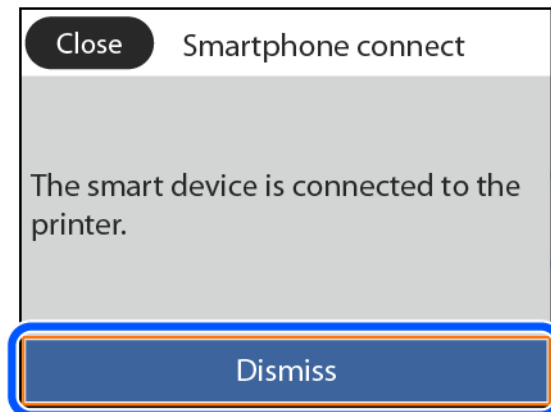 Close Smartphone connect
The smart device is connected to the
printer.
Dismiss